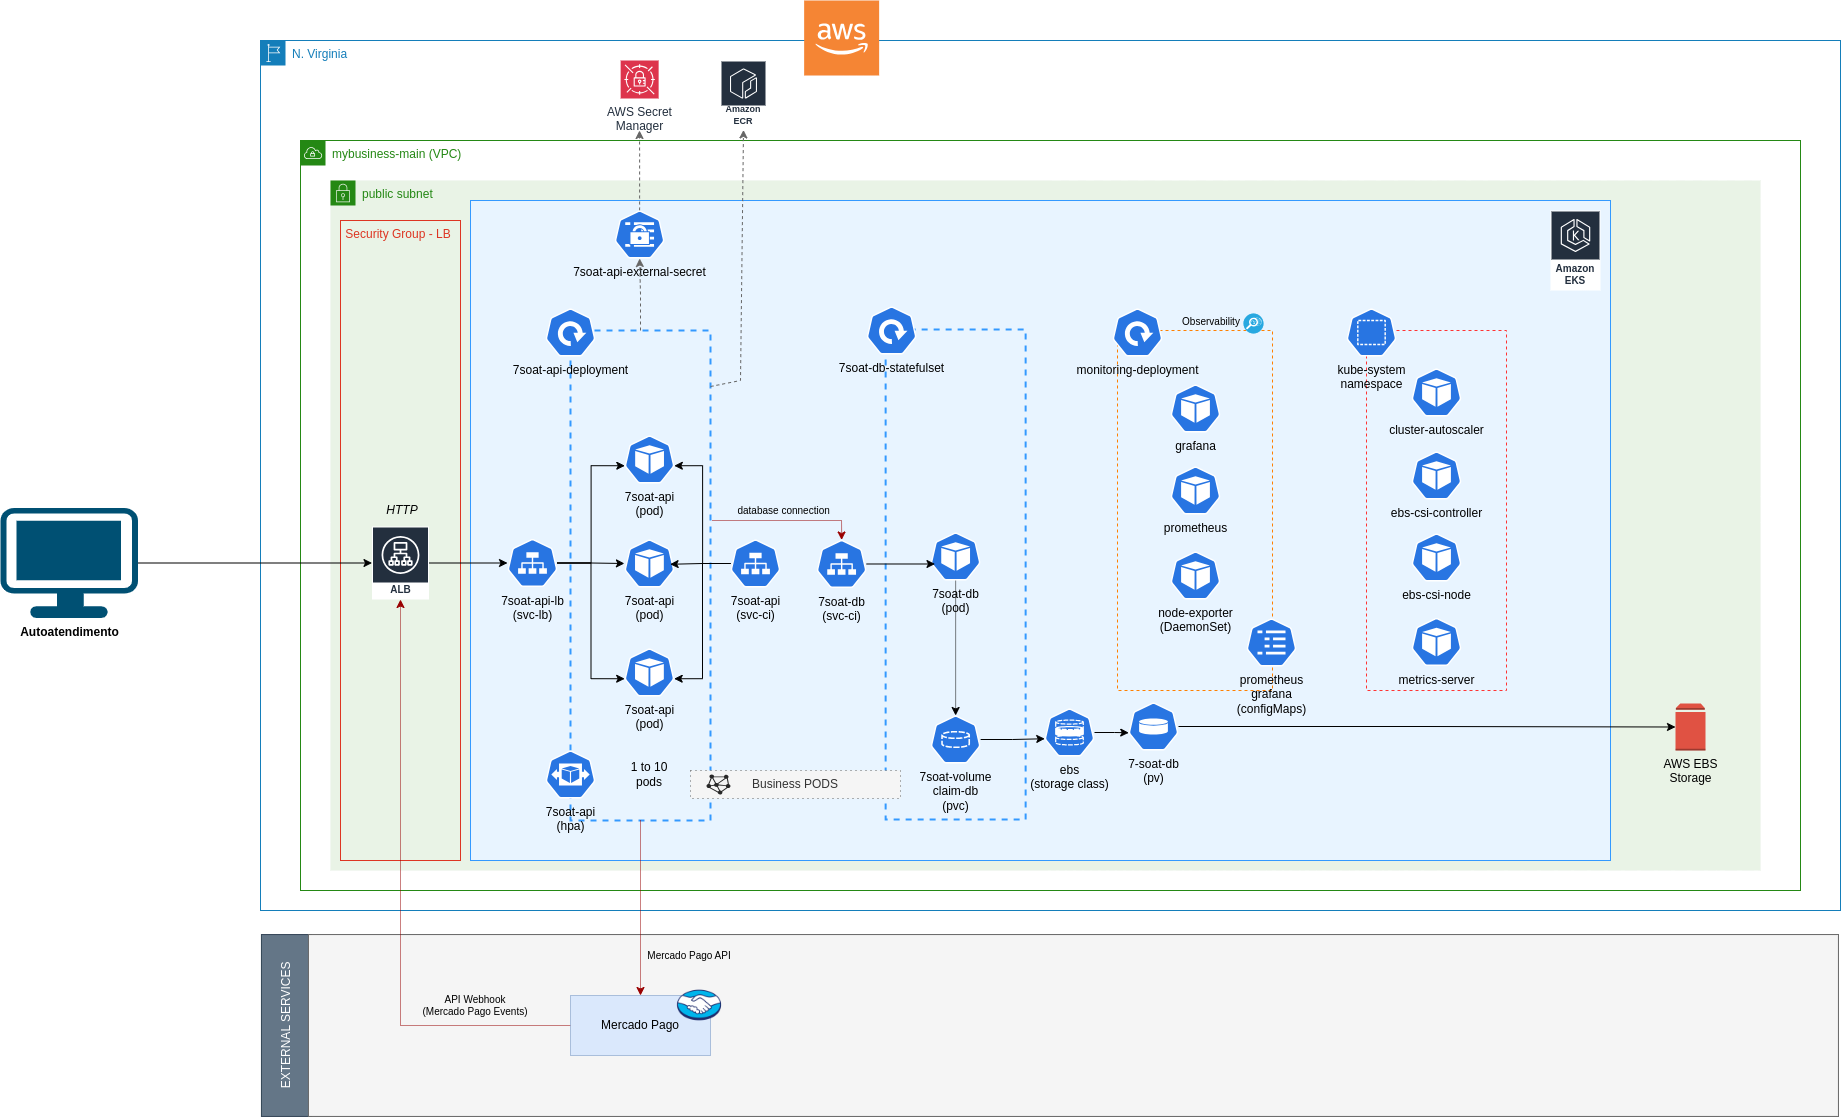 aws
N. Virginia
AWS Secret
Manager
Amazon
ECR
mybusiness-main (VPC)
public subnet
Security Group - LB
7soat-api-external-secret
Amazon
EKS
Observability
7soat-api-deployment
7soat-db-statefulset
monitoring-deployment
kube-system
namespace
cluster-autoscaler
grafana
7soat-api
(pod)
HTTP
database connection
prometheus
ebs-csi-controller
ALB
Autoatendimento
7soat-api-lb
(svc-lb)
7soat-api
(pod)
7soat-api
(svc-ci)
7soat-db
(svc-ci)
7soat-db
(pod)
node-exporter
(DaemonSet)
ebs-csi-node
prometheus
grafana
(configMaps)
metrics-server
7soat-api
(pod)
1 to 10
pods
Business PODS
7soat-volume
claim-db
(pvc)
ebs
(storage class)
7-soat-db
(pv)
AWS EBS
Storage
7soat-api
(hpa)
EXTERNAL SERVICES
Mercado Pago API
API Webhook
(Mercado Pago Events)
Mercado Pago